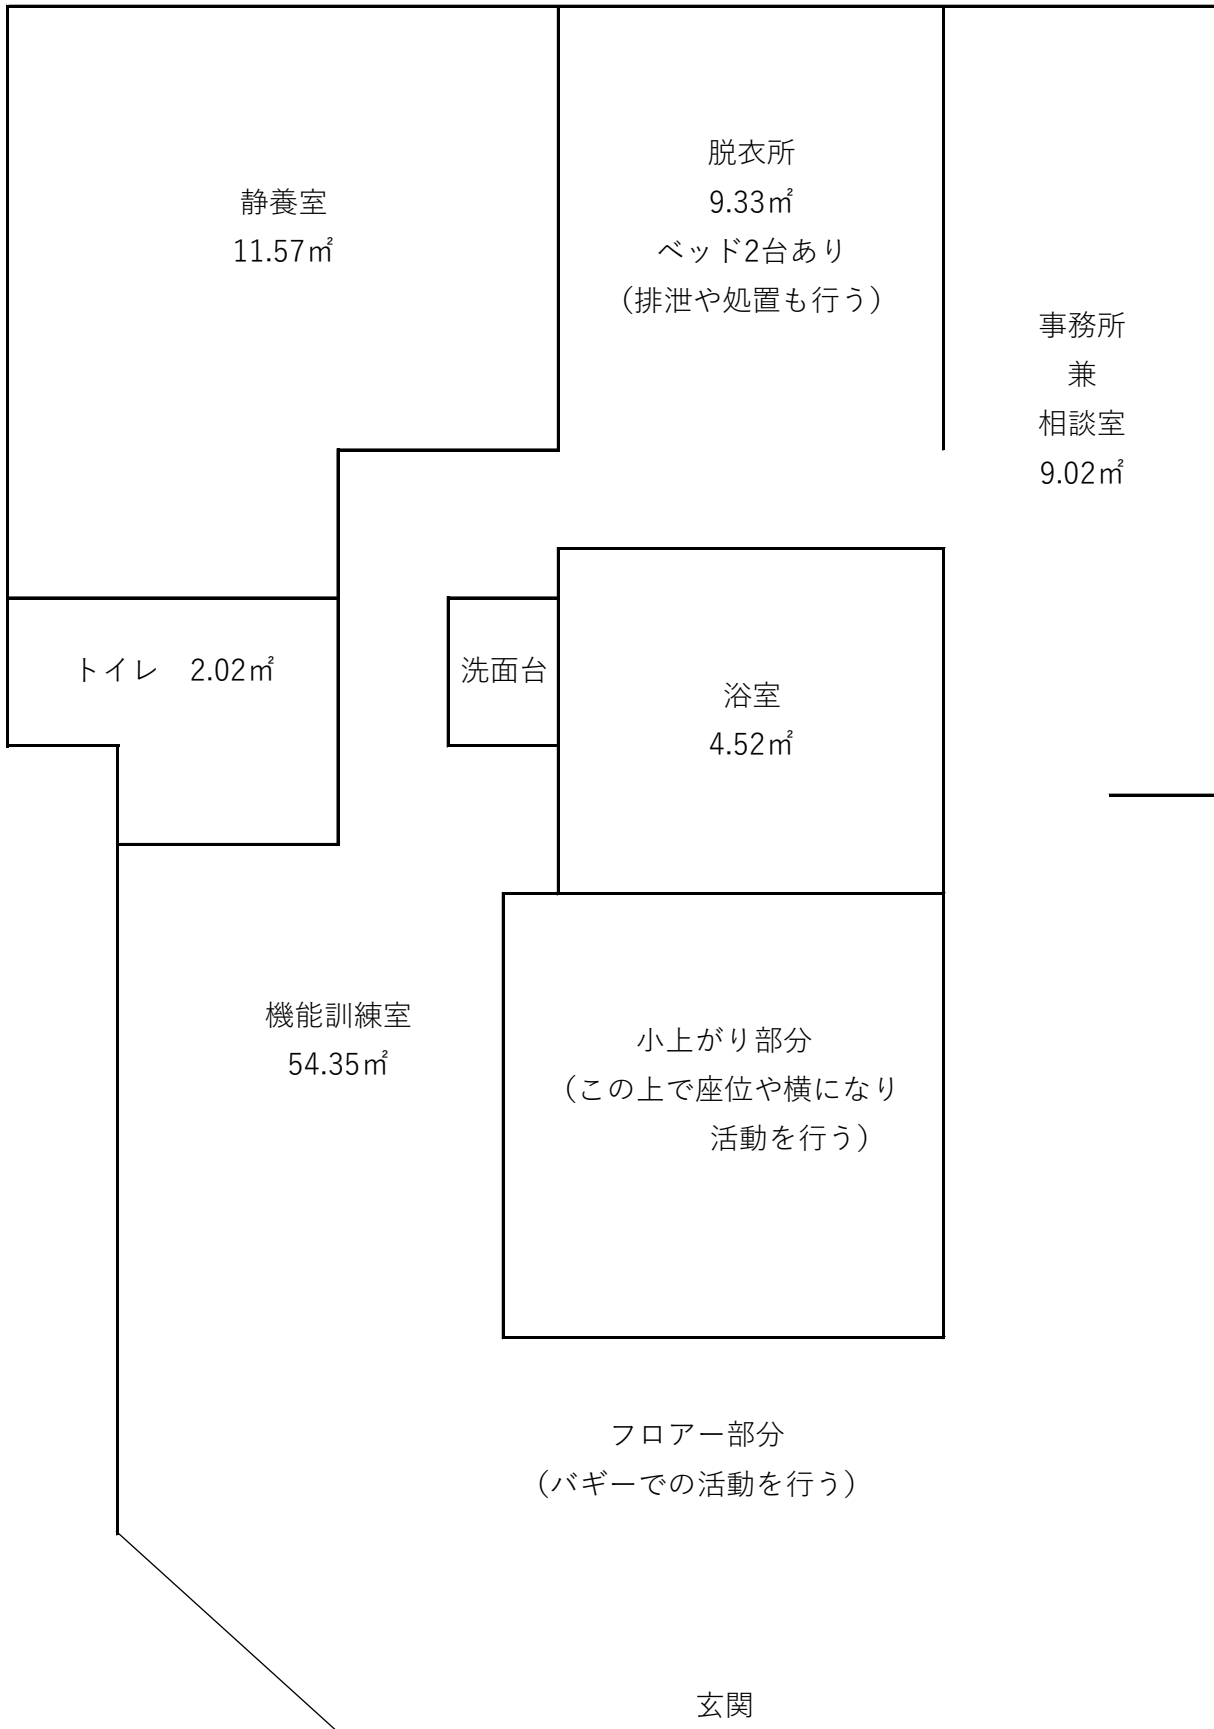 静養室
11.57㎡
脱衣所
9.33㎡
ベッド2台あり
（排泄や処置も行う）
事務所
兼
相談室
9.02㎡
トイレ　2.02㎡
洗面台
浴室
4.52㎡
機能訓練室
54.35㎡
小上がり部分
（この上で座位や横になり
活動を行う）
フロアー部分
（バギーでの活動を行う）
玄関